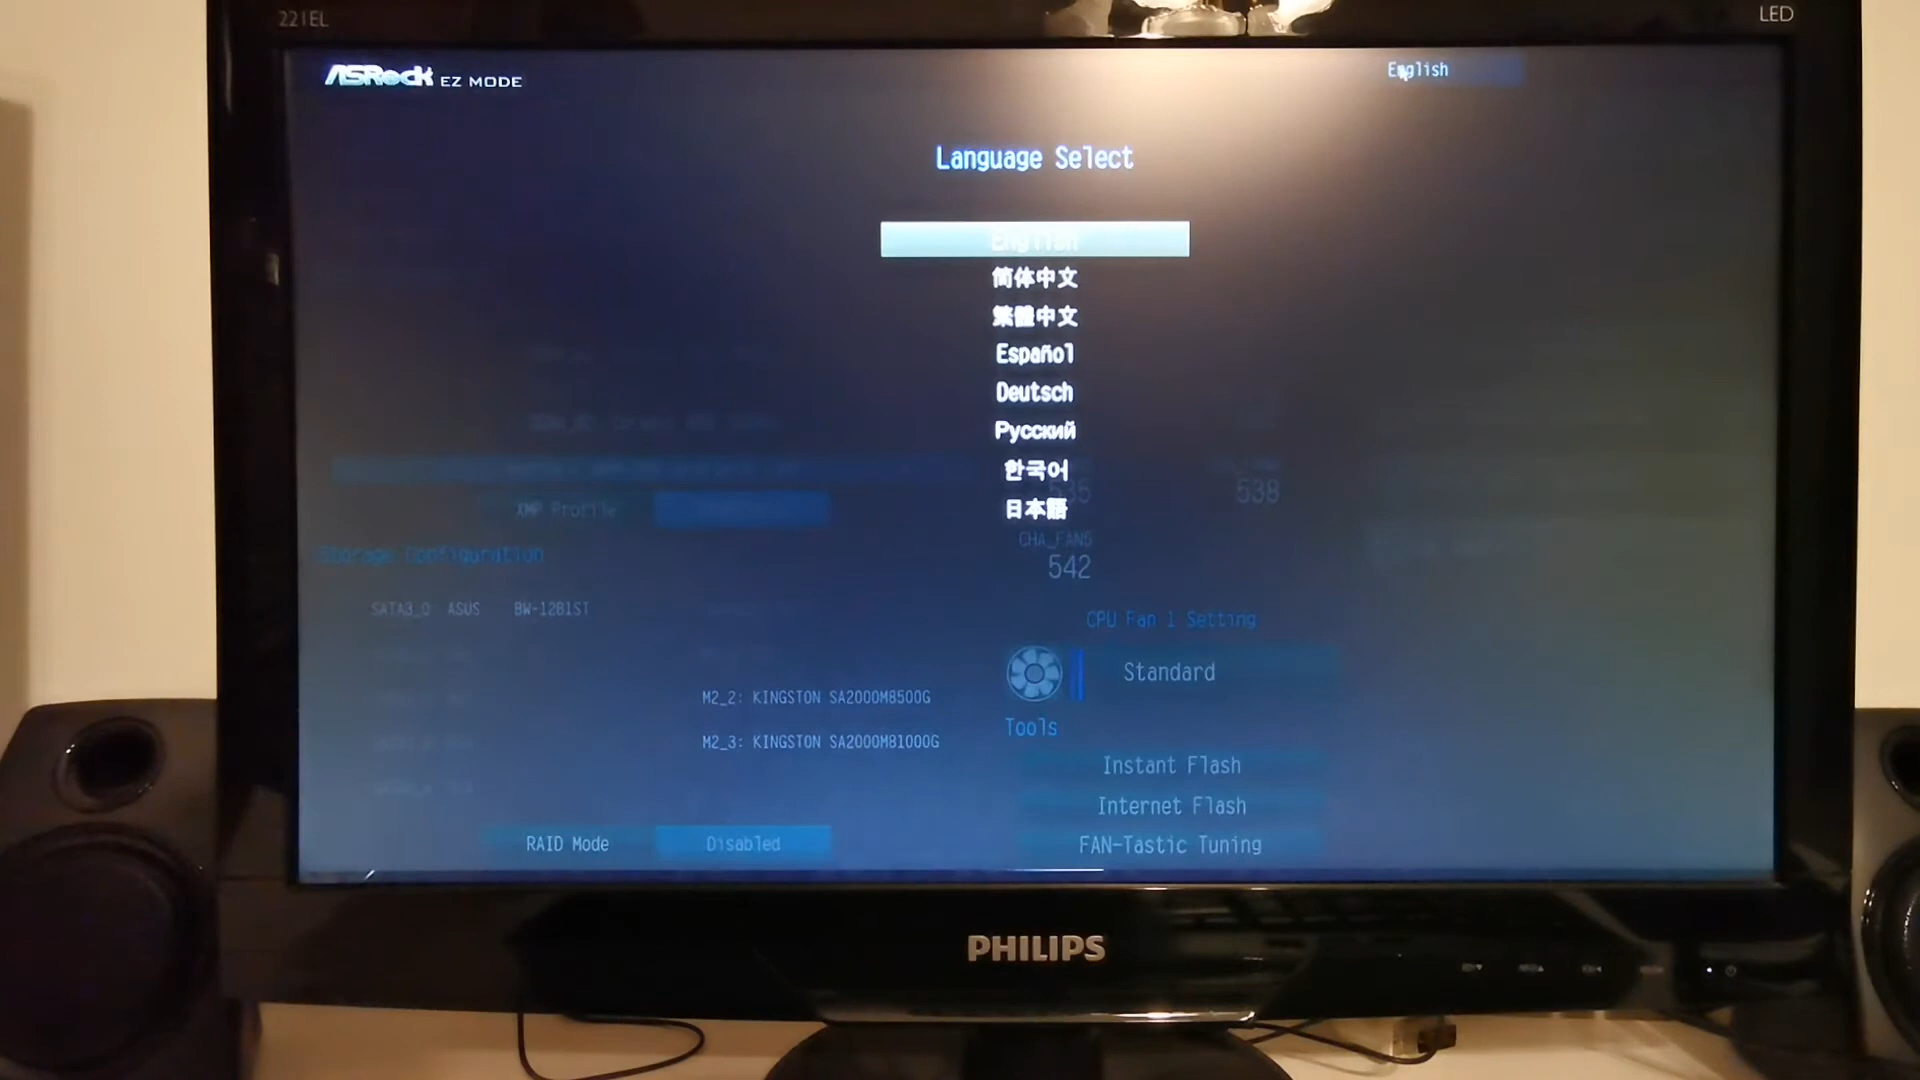 221EL
LED
ASRock EZ MODE
English
Language Select
English
简体中文
繁體中文
Español
Deutsch
Русский
한국어
日本語
535
538
XMP Profile
Storage Configuration
CHA_FAN5
542
SATA3_0 ASUS BW-12B1ST
CPU Fan 1 Setting
Standard
M2_2: KINGSTON SA2000M8500G
M2_3: KINGSTON SA2000M81000G
Tools
Instant Flash
Internet Flash
RAID Mode
Disabled
FAN-Tastic Tuning
PHILIPS